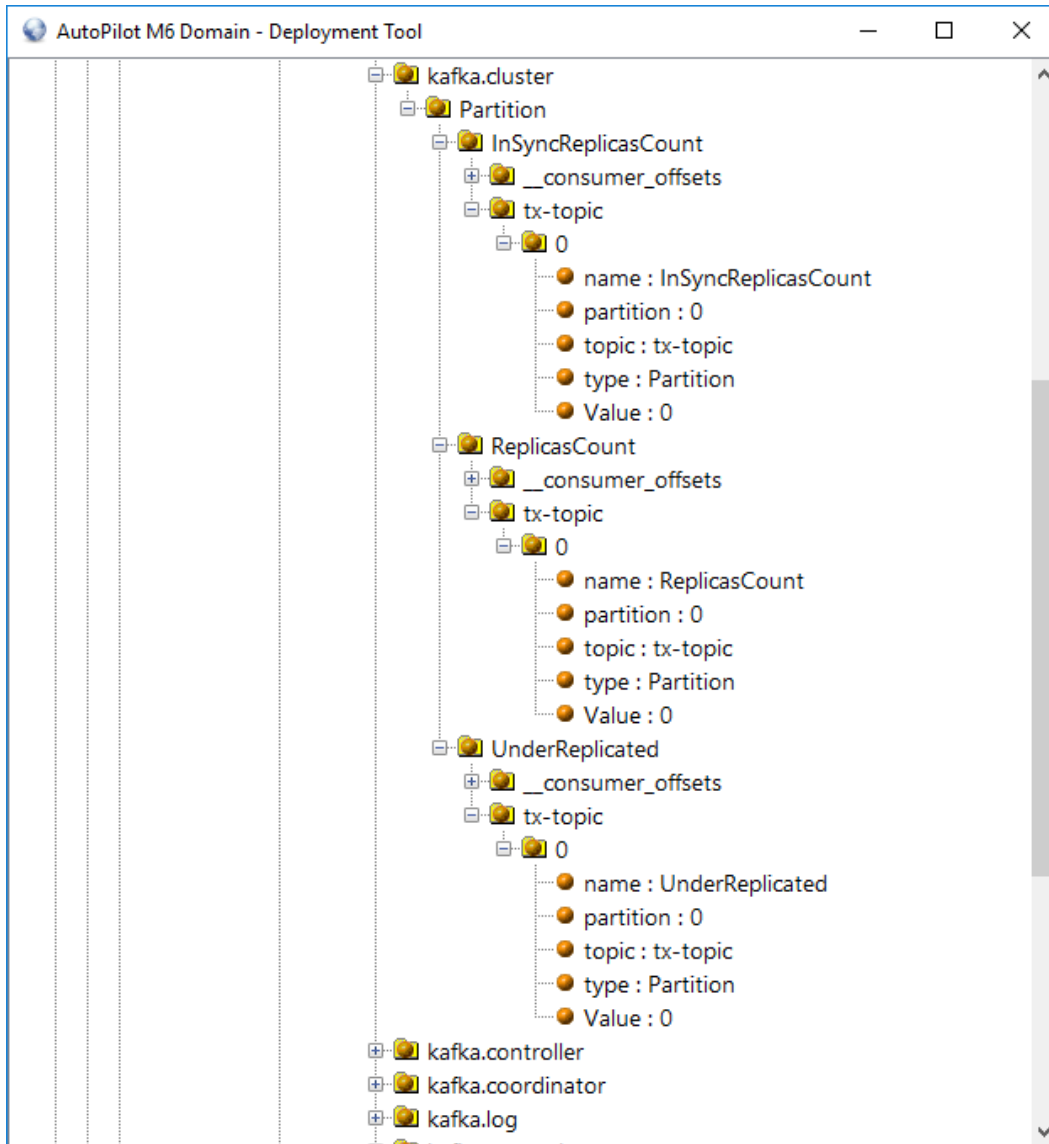 AutoPilot M6 Domain - Deployment Tool
kafka.cluster
Partition
InSyncReplicasCount
__consumer_offsets
tx-topic
0
name : InSyncReplicasCount
partition : 0
topic : tx-topic
type : Partition
Value : 0
ReplicasCount
__consumer_offsets
tx-topic
0
name : ReplicasCount
partition : 0
topic : tx-topic
type : Partition
Value : 0
UnderReplicated
__consumer_offsets
tx-topic
0
name : UnderReplicated
partition : 0
topic : tx-topic
type : Partition
Value : 0
kafka.controller
kafka.coordinator
kafka.log